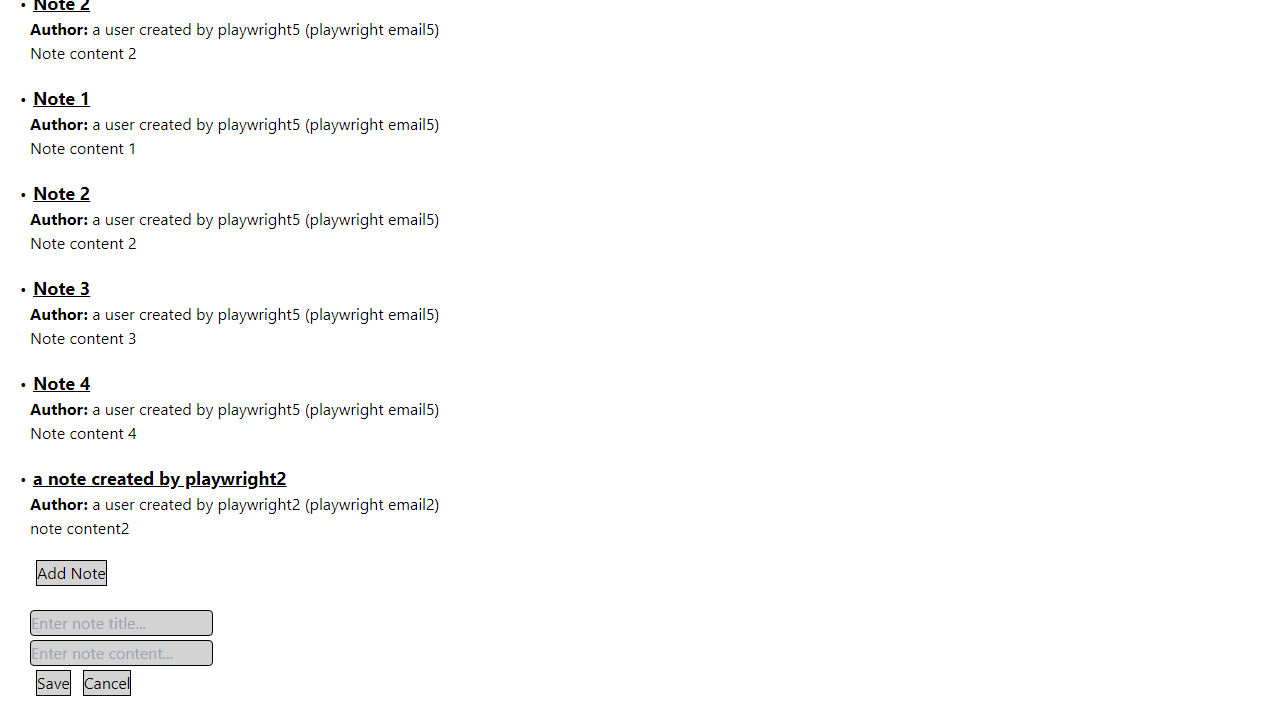 • Note 2
Author: a user created by playwright5 (playwright email5)
Note content 2
• Note 1
Author: a user created by playwright5 (playwright email5)
Note content 1
• Note 2
Author: a user created by playwright5 (playwright email5)
Note content 2
• Note 3
Author: a user created by playwright5 (playwright email5)
Note content 3
• Note 4
Author: a user created by playwright5 (playwright email5)
Note content 4
• a note created by playwright2
Author: a user created by playwright2 (playwright email2)
note content2
Add Note
Enter note title...
Enter note content...
Save Cancel